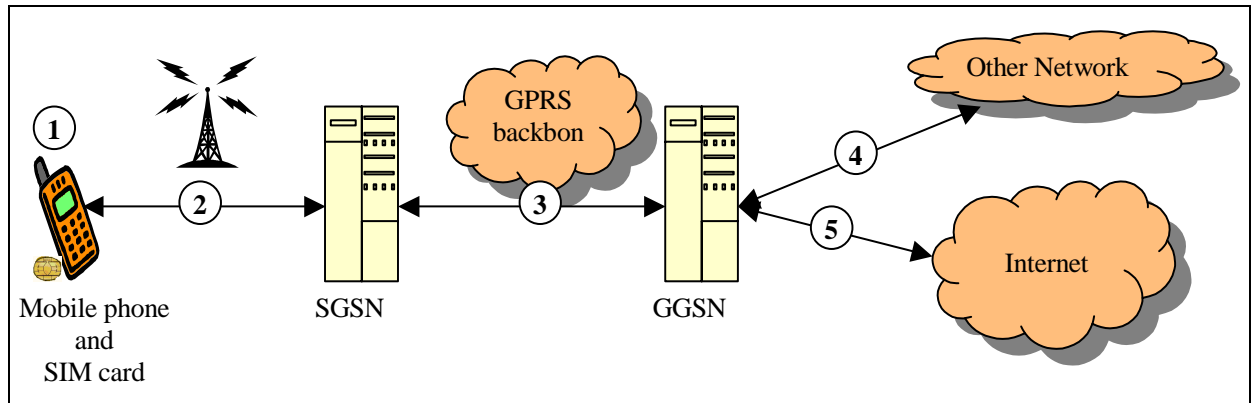 1
2
Mobile phone
and
SIM card
SGSN
GPRS
backbon
3
GGSN
4
5
Other Network
Internet